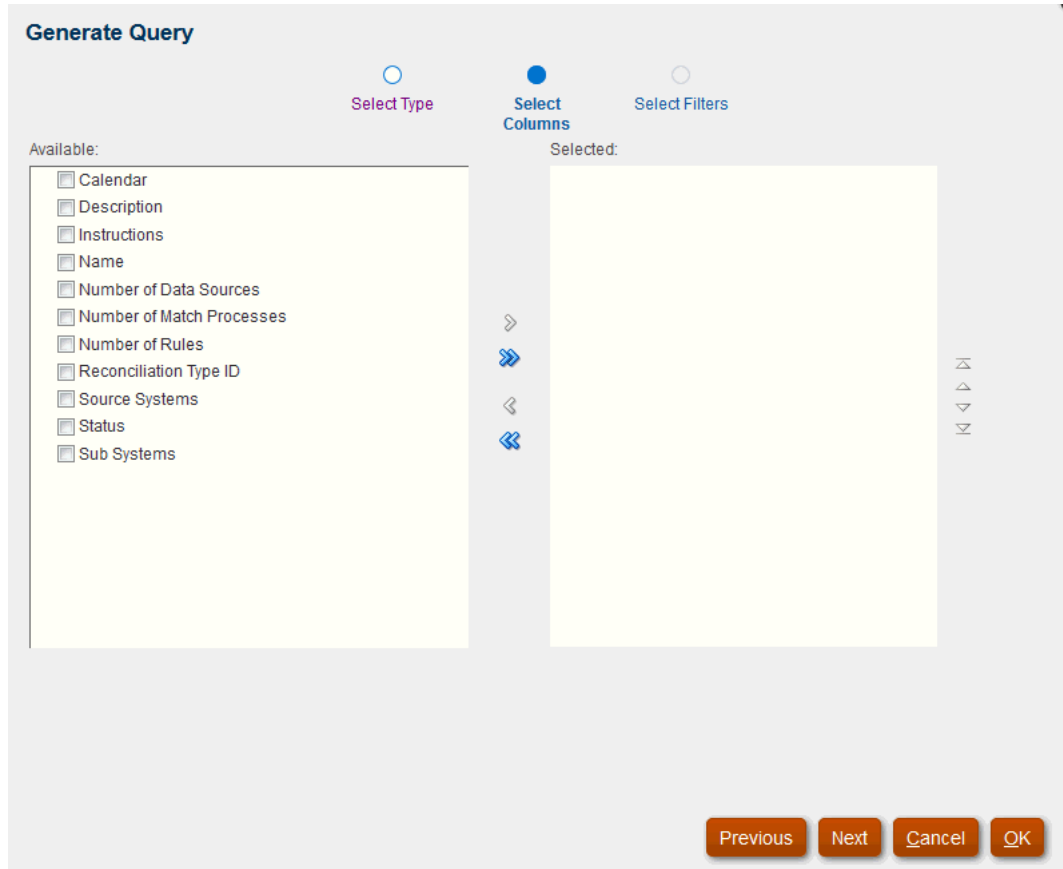 Generate Query
Select Type
Select
Columns
Select Filters
Available:
Selected:
Calendar
Description
Instructions
Name
Number of Data Sources
Number of Match Processes
Number of Rules
Reconciliation Type ID
Source Systems
Status
Sub Systems
Previous
Next
Cancel
OK